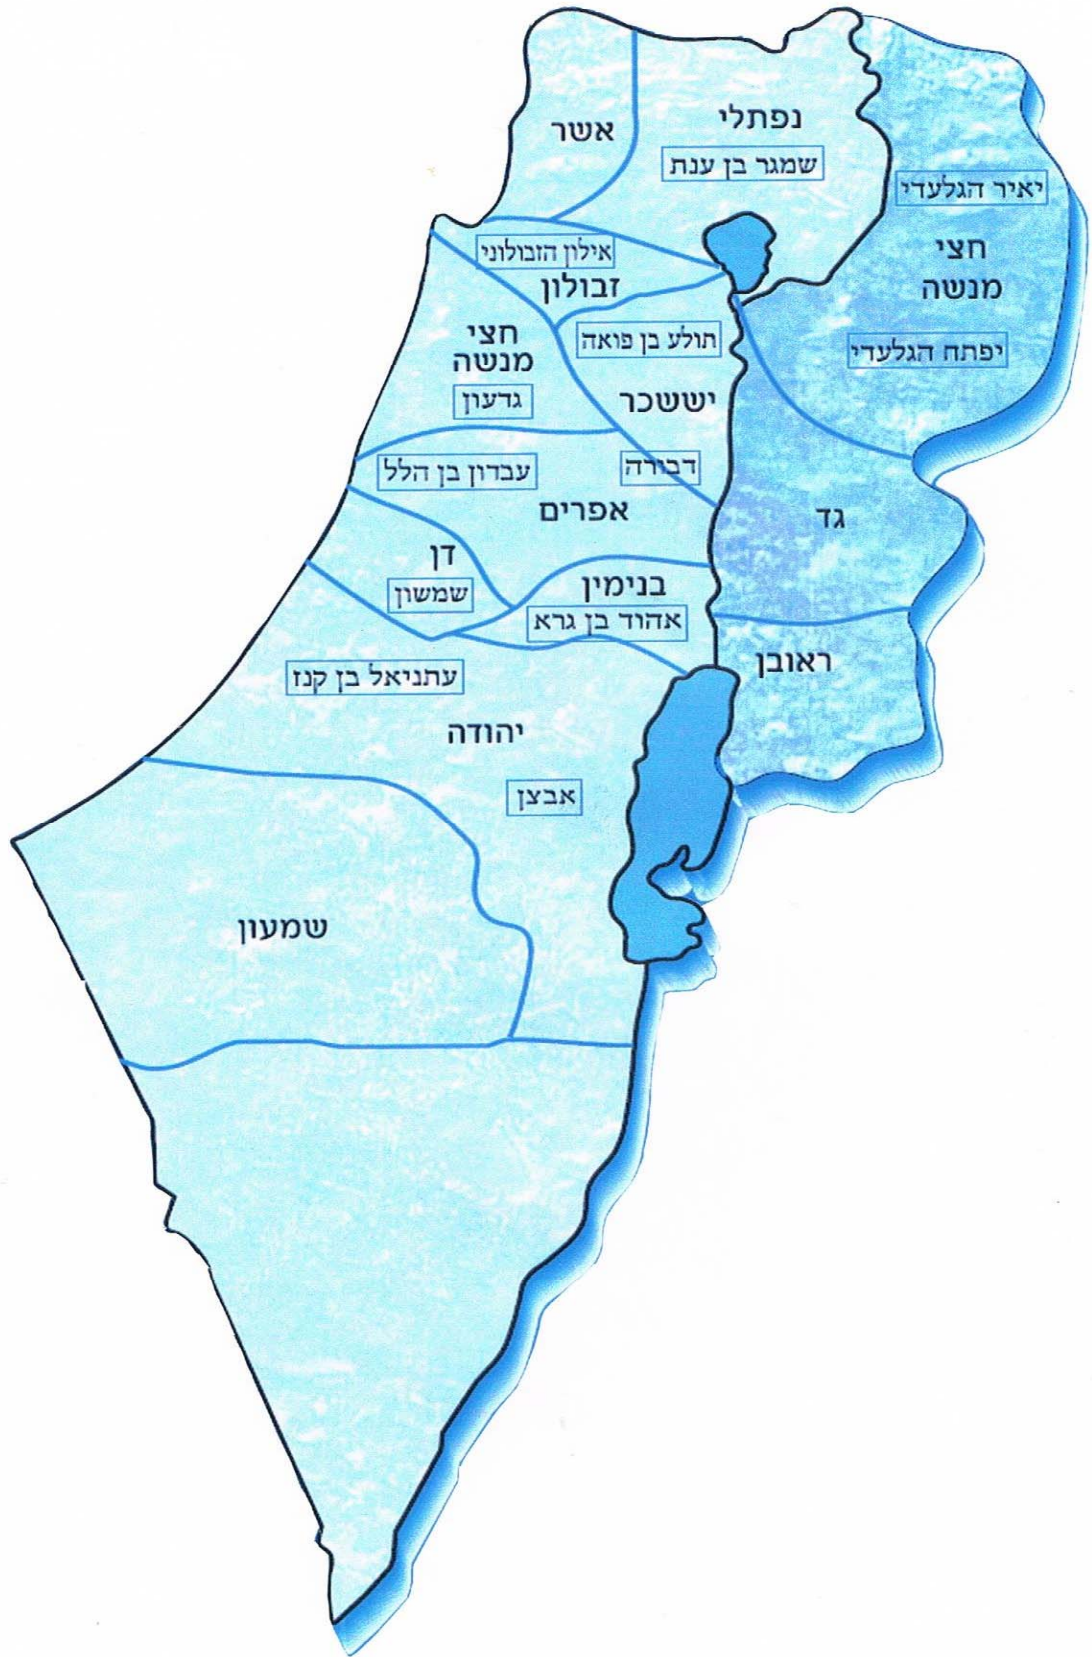 נפתלי
אשר
שמגר בן ענת
יאיר הגלעדי
חצי
מנשה
אילון הזבולוני
זבולון
יפתח הגלעדי
תולע בן פואה
חצי
מנשה
גדעון
יששכר
דבורה
עבדון בן הלל
אפרים
גד
דן
שמשון
בנימין
אהוד בן גרא
ראובן
עתניאל בן קנז
יהודה
אבצן
שמעון